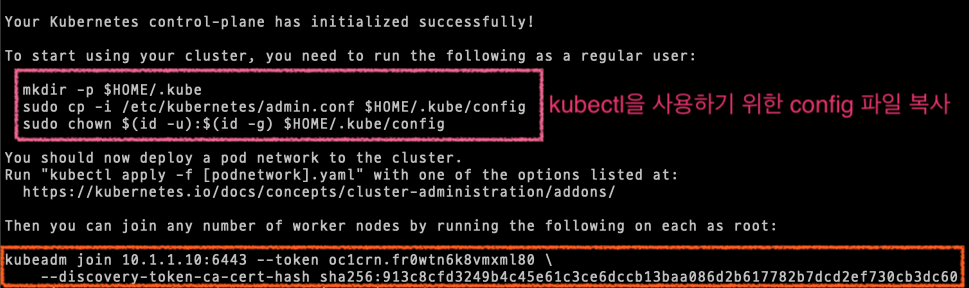 Your Kubernetes control-plane has initialized successfully!
To start using your cluster, you need to run the following as a regular user:
mkdir -p $HOME/.kube
sudo cp -i /etc/kubernetes/admin.conf $HOME/.kube/config
sudo chown $(id -u):$(id -g) $HOME/.kube/config
kubectl을 사용하기 위한 config 파일 복사
You should now deploy a pod network to the cluster.
Run "kubectl apply -f [podnetwork].yaml" with one of the options listed at:
https://kubernetes.io/docs/concepts/cluster-administration/addons/
Then you can join any number of worker nodes by running the following on each as root:
kubeadm join 10.1.1.10:6443 --token oc1crn.fr0wtn6k8vmxml80 \
--discovery-token-ca-cert-hash sha256:913c8cfd3249b4c45e61c3ce6dccb13baa086d2b617782b7dcd2ef730cb3dc60